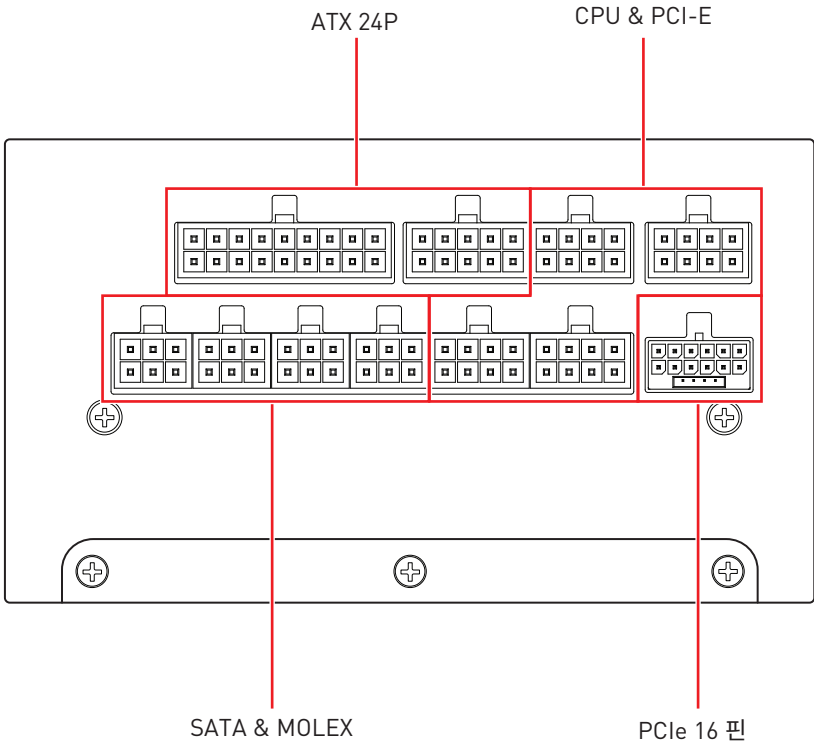 ATX 24P
CPU & PCI-E
SATA & MOLEX
PCIe 16 핀